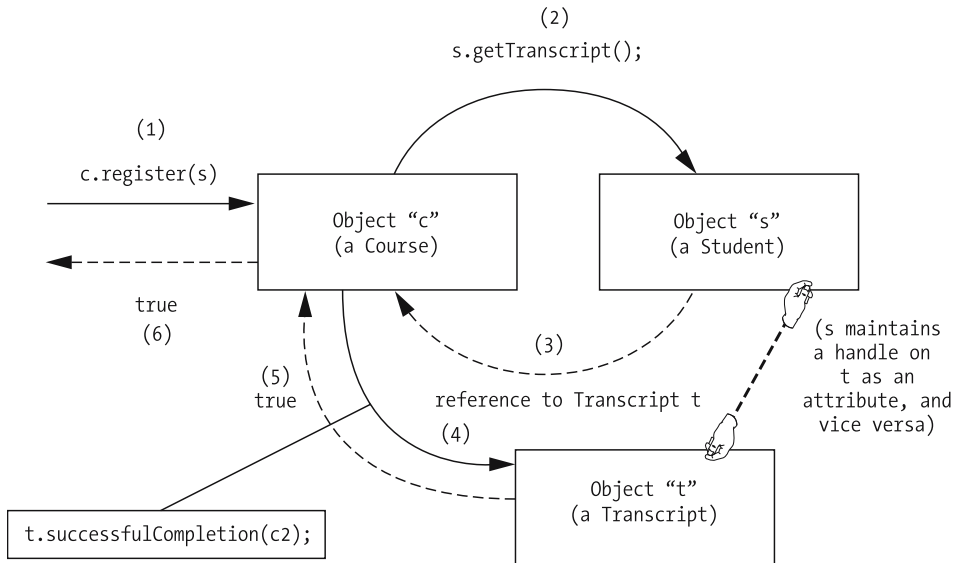 (2)
s.getTranscript();
(1)
c.register(s)
Object “c”
(a Course)
Object “s”
(a Student)
true
(6)
(3)
(s maintains
a handle on
t as an
attribute, and
vice versa)
(5)
true
reference to Transcript t
(4)
Object “t”
(a Transcript)
t.successfulCompletion(c2);